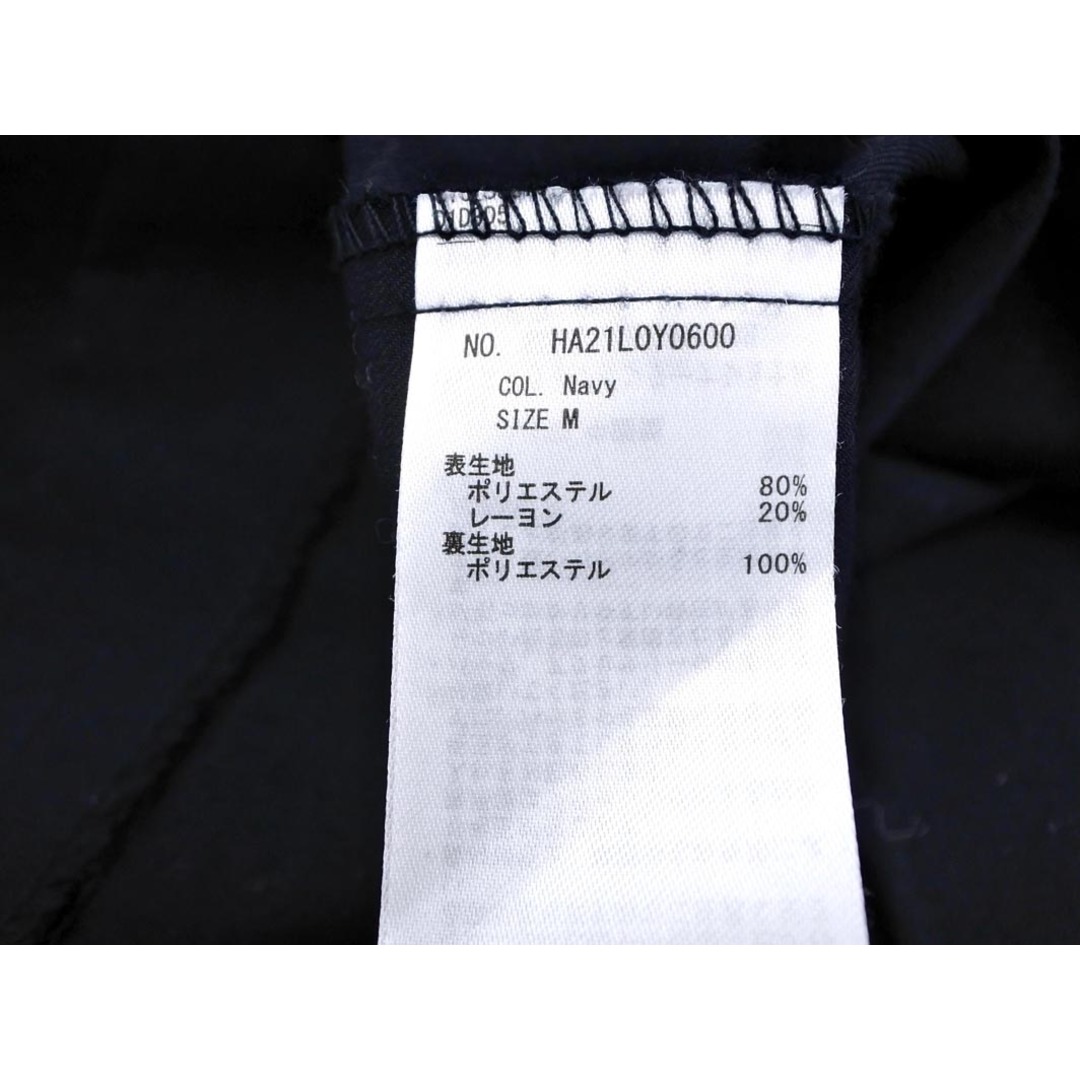 NO. HA21L0Y0600
COL. Navy
SIZE M
表生地
ポリエステル 80%
レーヨン 20%
裏生地
ポリエステル 100%